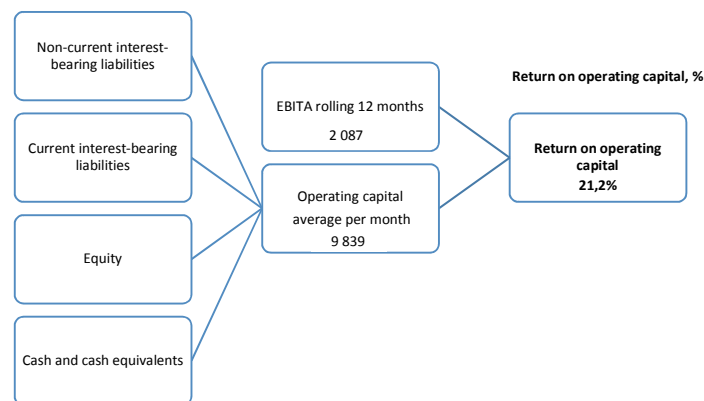 Non-current interest-
bearing liabilities
Current interest-bearing
liabilities
Equity
Cash and cash equivalents
EBITA rolling 12 months
2 087
Operating capital
average per month
9 839
Return on operating capital, %
Return on operating
capital
21,2%